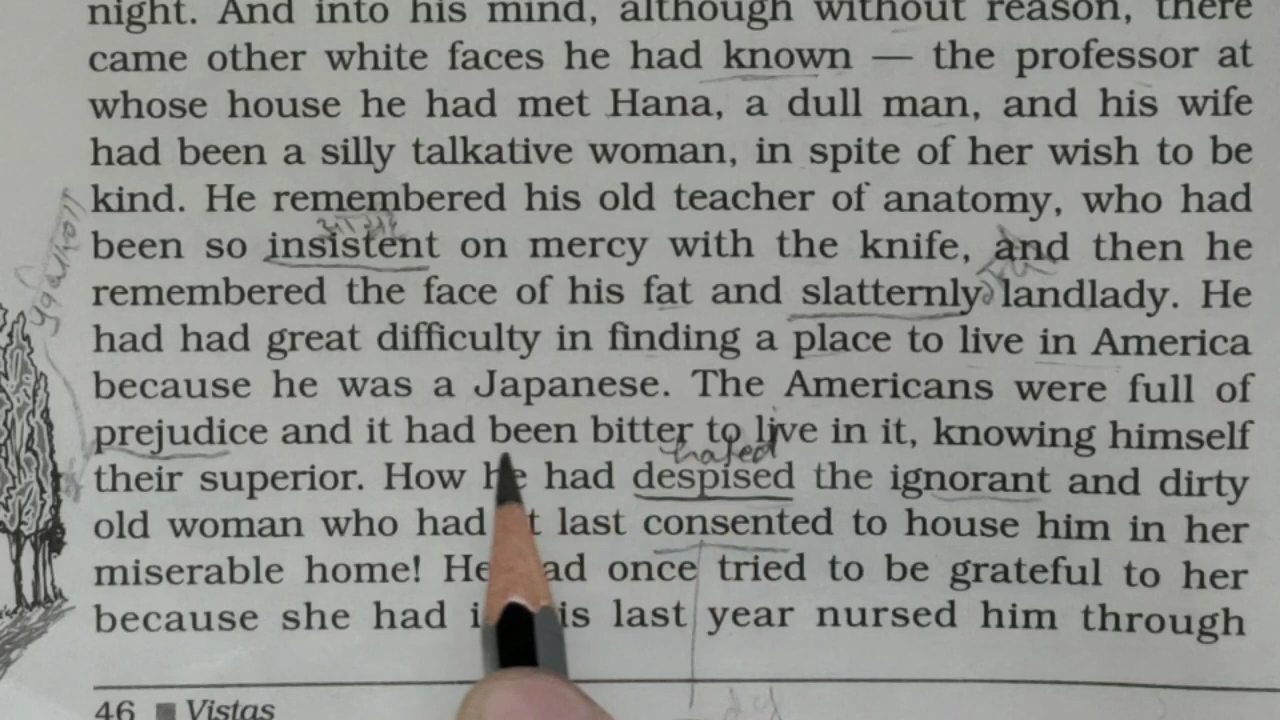 night. And into his mind, although without reason, there
came other white faces he had known — the professor at
whose house he had met Hana, a dull man, and his wife
had been a silly talkative woman, in spite of her wish to be
kind. He remembered his old teacher of anatomy, who had
been so insistent on mercy with the knife, and then he
remembered the face of his fat and slatternly landlady. He
had had great difficulty in finding a place to live in America
because he was a Japanese. The Americans were full of
prejudice and it had been bitter to live in it, knowing himself
hated
their superior. How he had despised the ignorant and dirty
old woman who had at last consented to house him in her
miserable home! He had once tried to be grateful to her
because she had in his last year nursed him through
46 ■ Vistas